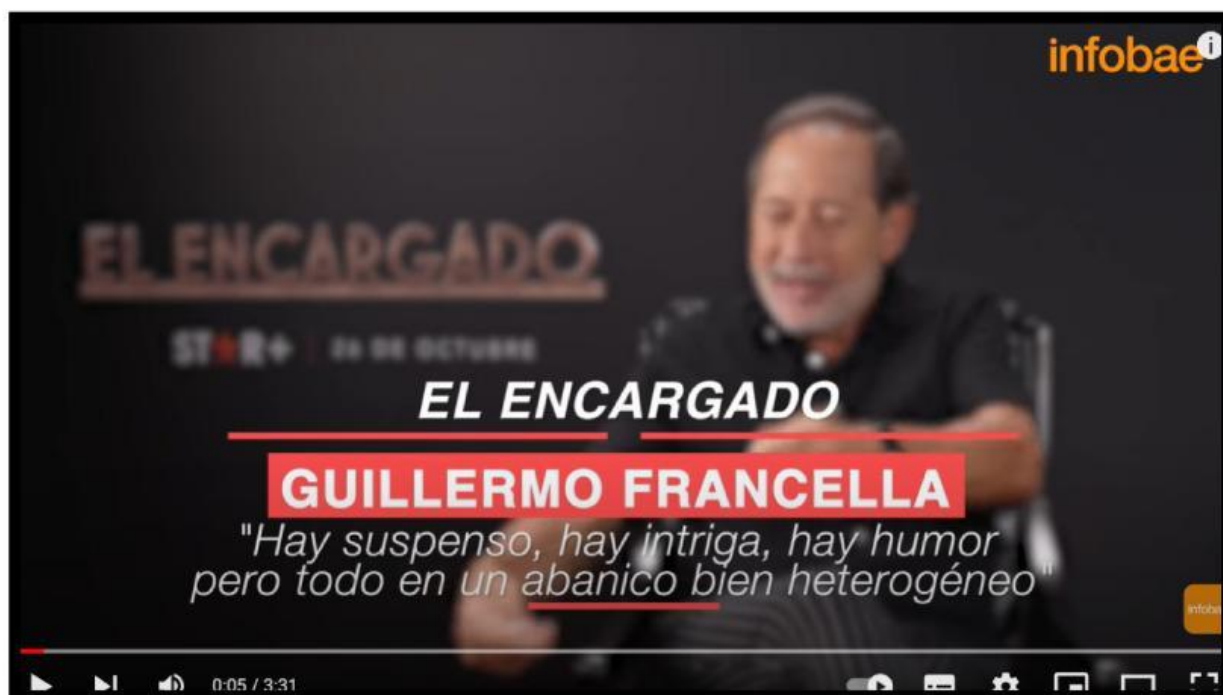 infobae
EL ENCARGADO
STAR+ | 26 DE OCTUBRE
EL ENCARGADO
GUILLERMO FRANCELLA
"Hay suspenso, hay intriga, hay humor
pero todo en un abanico bien heterogéneo"
infoba
0:05 / 3:31